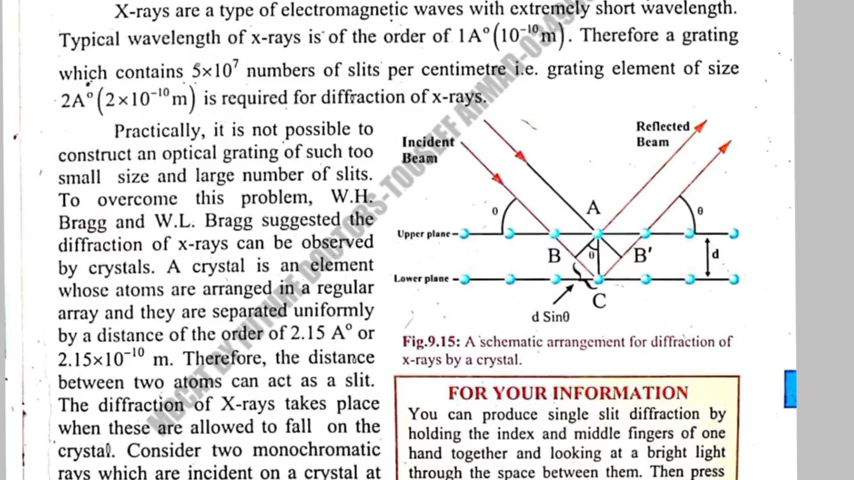 X-rays are a type of electromagnetic waves with extremely short wavelength.
Typical wavelength of x-rays is of the order of 1A°(10⁻¹⁰m). Therefore a grating
which contains 5×10⁷ numbers of slits per centimetre i.e. grating element of size
2A°(2×10⁻¹⁰m) is required for diffraction of x-rays.
Practically, it is not possible to
construct an optical grating of such too
small size and large number of slits.
To overcome this problem, W.H.
Bragg and W.L. Bragg suggested the
diffraction of x-rays can be observed
by crystals. A crystal is an element
whose atoms are arranged in a regular
array and they are separated uniformly
by a distance of the order of 2.15 A° or
2.15×10⁻¹⁰ m. Therefore, the distance
between two atoms can act as a slit.
The diffraction of X-rays takes place
when these are allowed to fall on the
crystal. Consider two monochromatic
rays which are incident on a crystal at
Incident
Beam
Reflected
Beam
θ
A
θ
Upper plane
B
θ
B′
d
Lower plane
C
d Sinθ
Fig.9.15: A schematic arrangement for diffraction of
x-rays by a crystal.
FOR YOUR INFORMATION
You can produce single slit diffraction by
holding the index and middle fingers of one
hand together and looking at a bright light
through the space between them. Then press